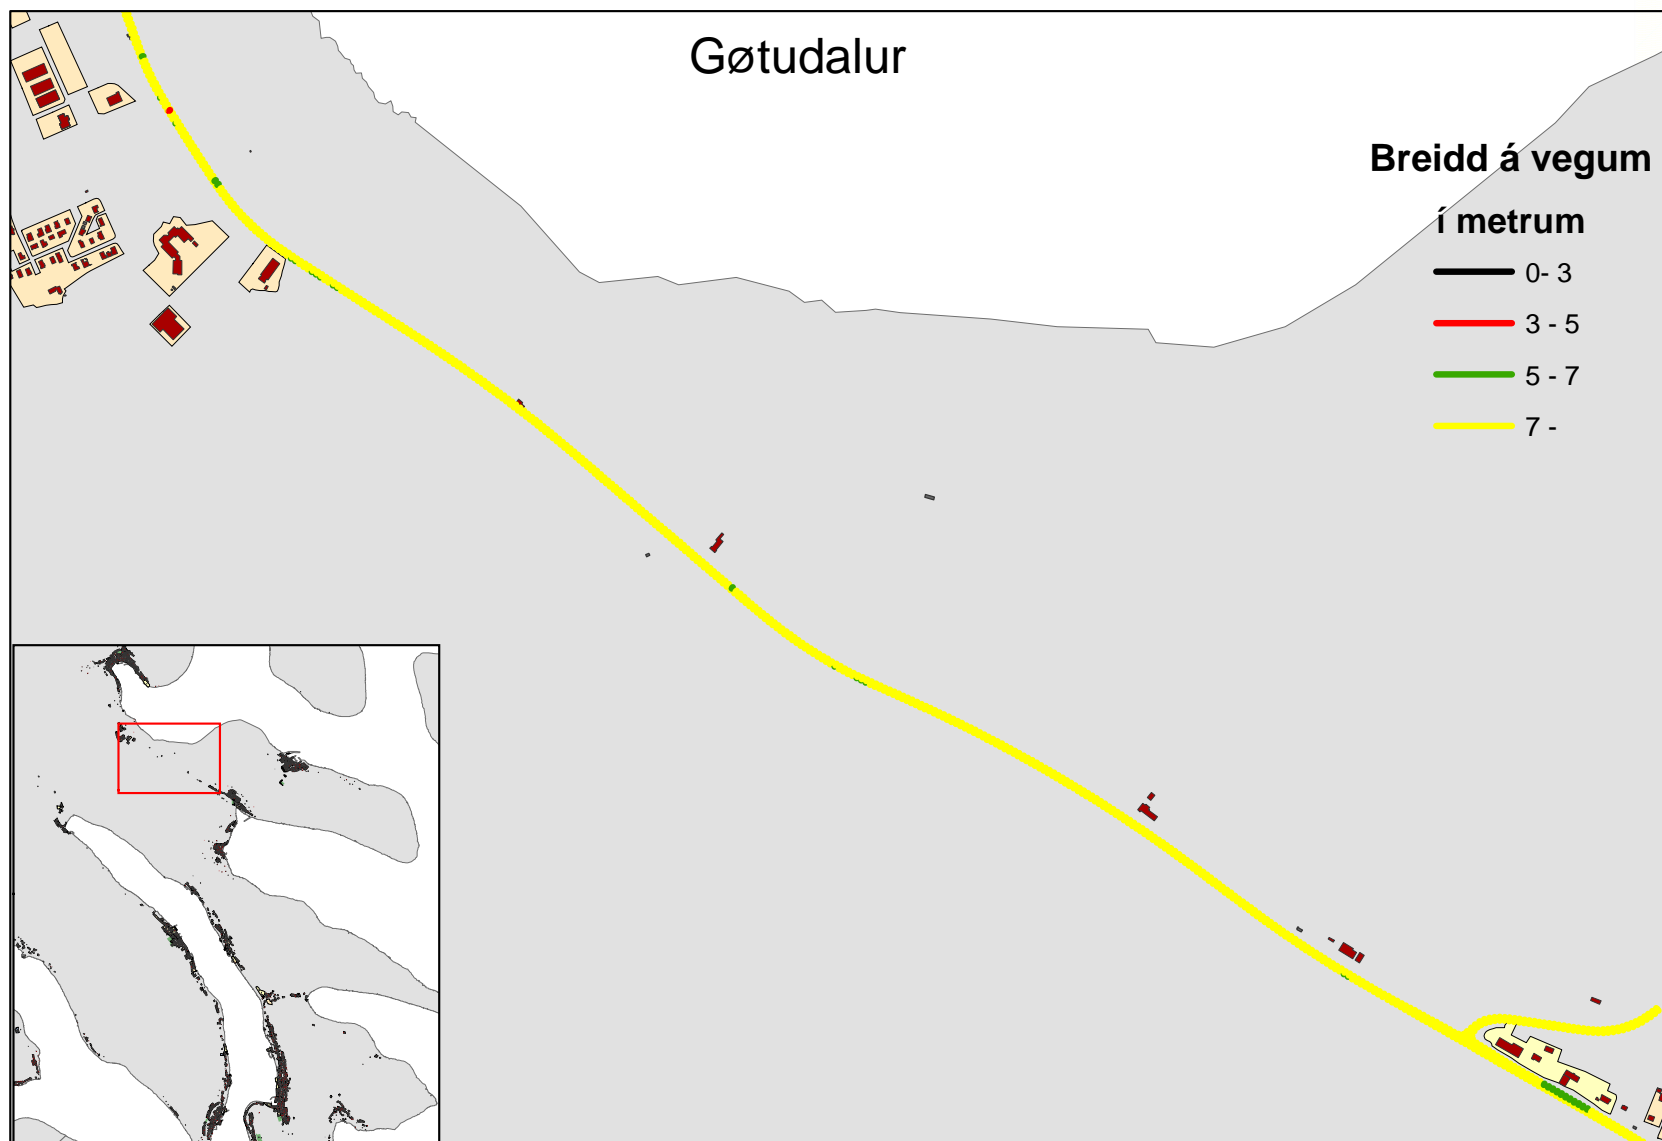 Gøtudalur
Breidd á vegum
í metrum
0- 3
3 - 5
5 - 7
7 -